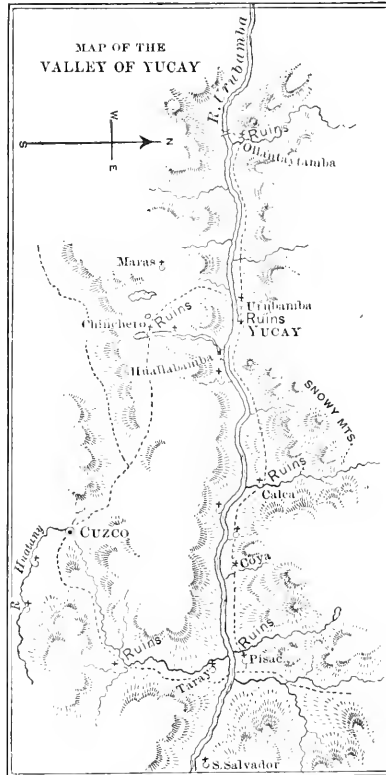 MAP OF THE
VALLEY OF YUCAY
W
S
N
E
R. Urubamba
Ruins
Ollantaytamba
Maras
Urubamba
Ruins
YUCAY
Ruins
Chinchero
Huallabamba
SNOWY MTS.
Ruins
Calca
CUZCO
R. Huatany
Coya
Ruins
Ruins
Pisac
Taray
S. Salvador